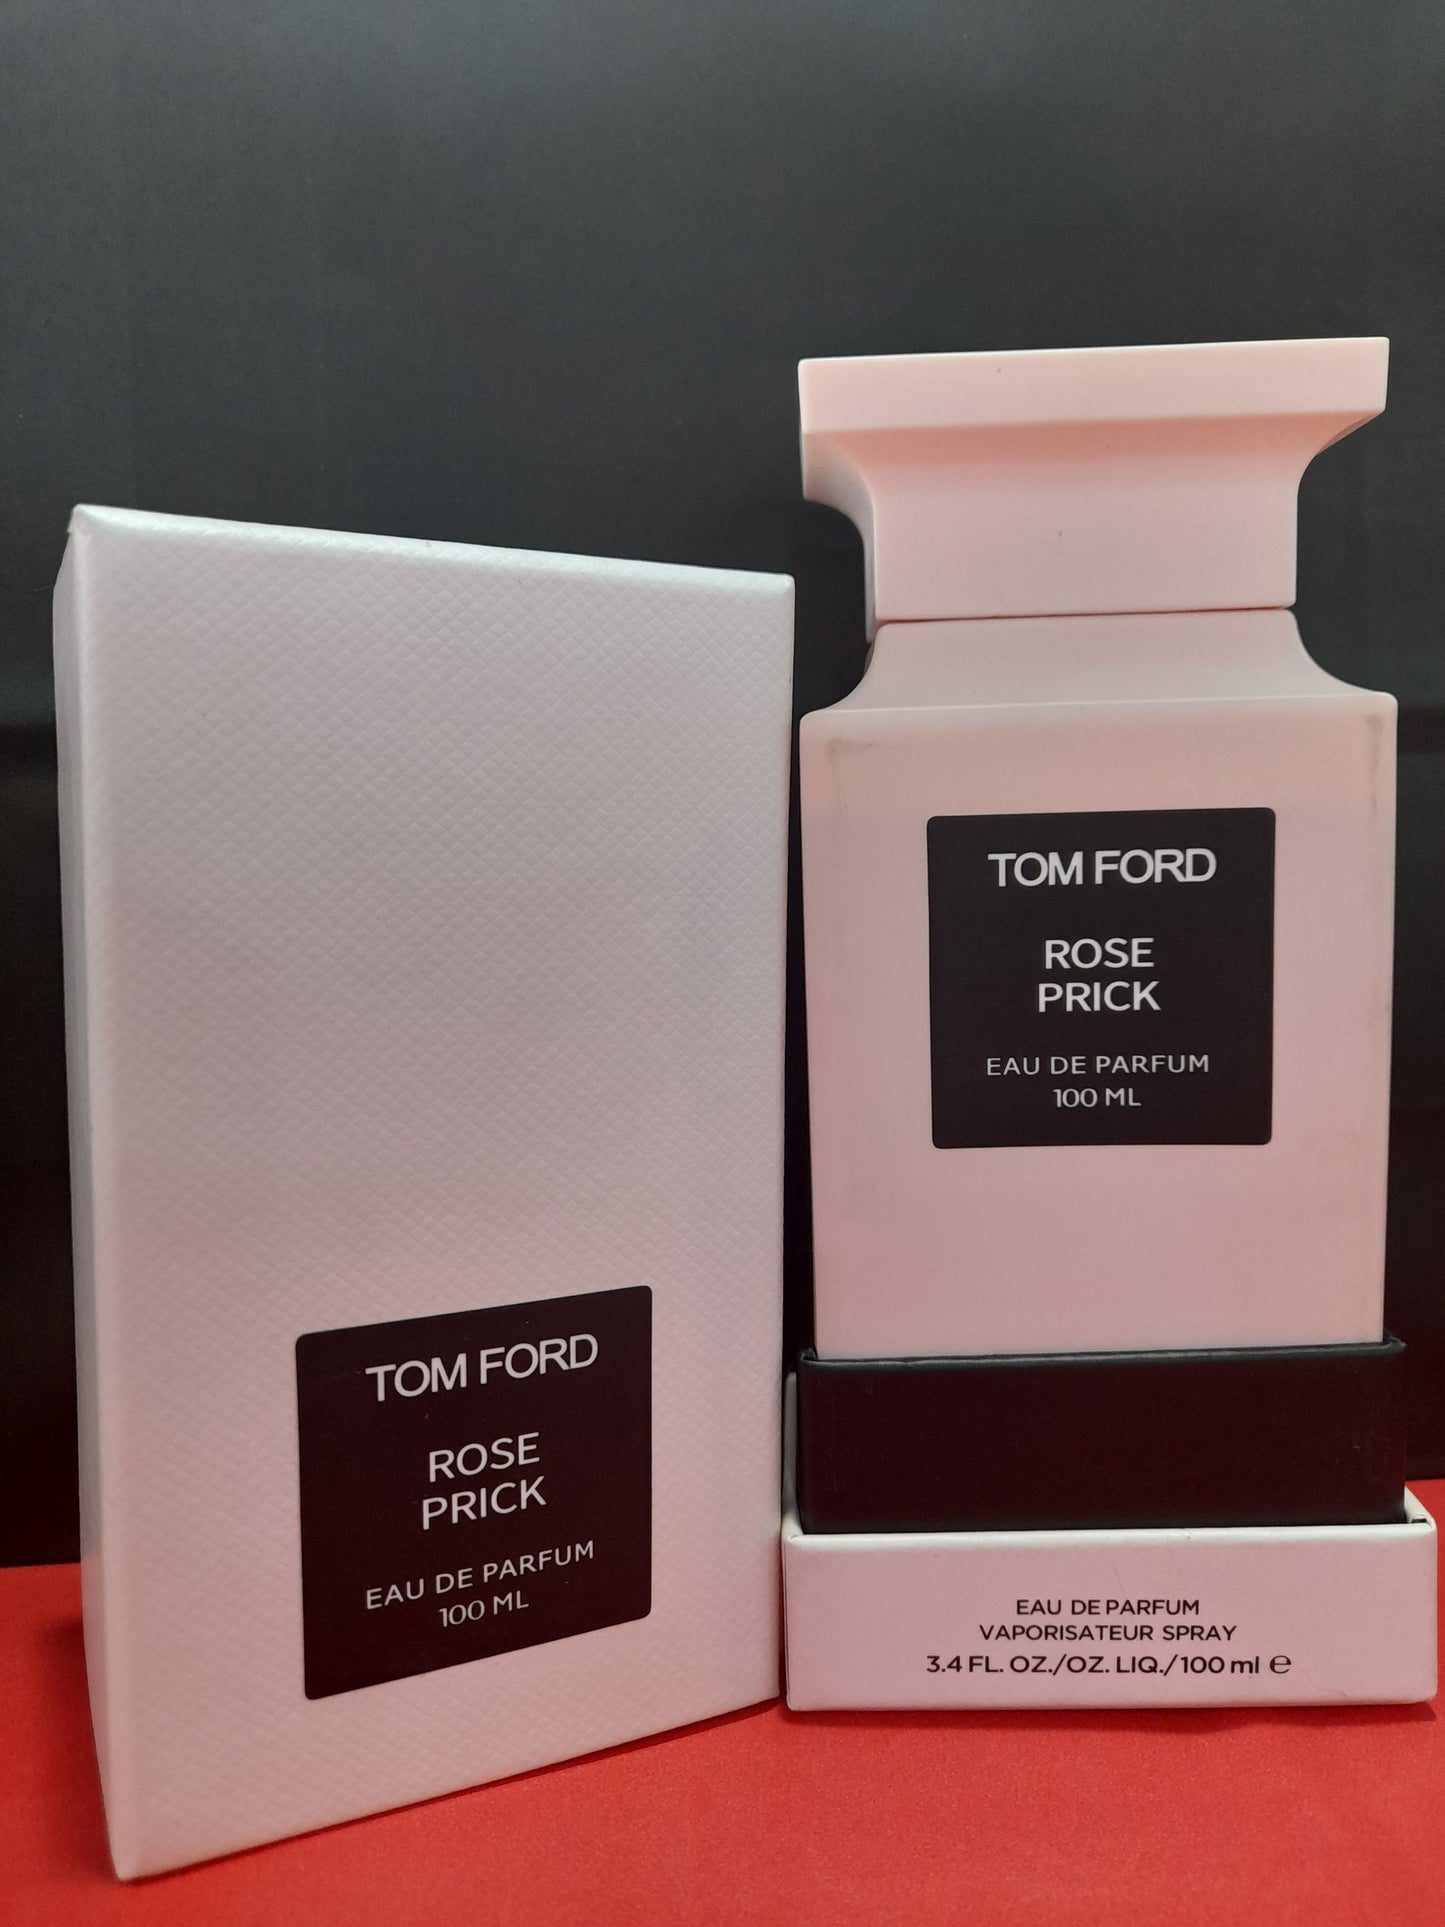 TOM FORD
ROSE
PRICK
EAU DE PARFUM
100 ML
TOM FORD
ROSE
PRICK
EAU DE PARFUM
100 ML
EAU DE PARFUM
VAPORISATEUR SPRAY
3.4 FL. OZ./OZ. LIQ./100 ml ℮